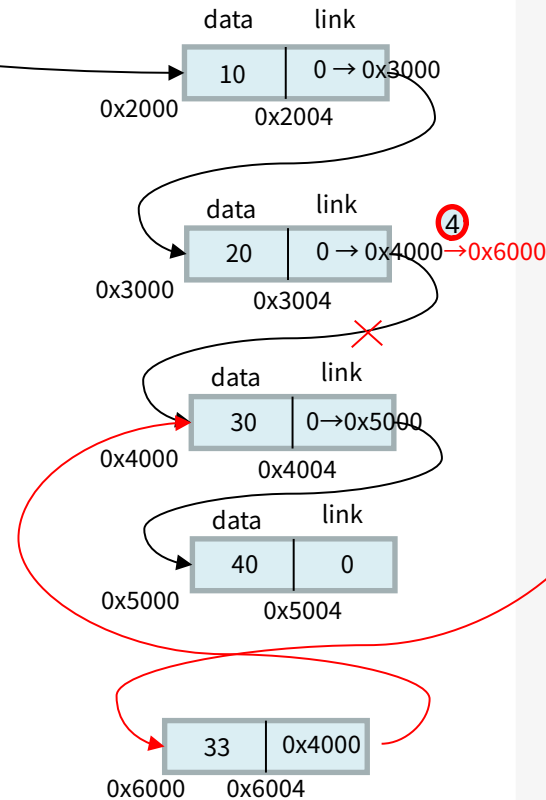 data link
10 0 → 0x3000
0x2000 0x2004
data link
4
20 0 → 0x4000→0x6000
0x3000 0x3004
data link
30 0→0x5000
0x4000 0x4004
data link
40 0
0x5000 0x5004
33 0x4000
0x6000 0x6004